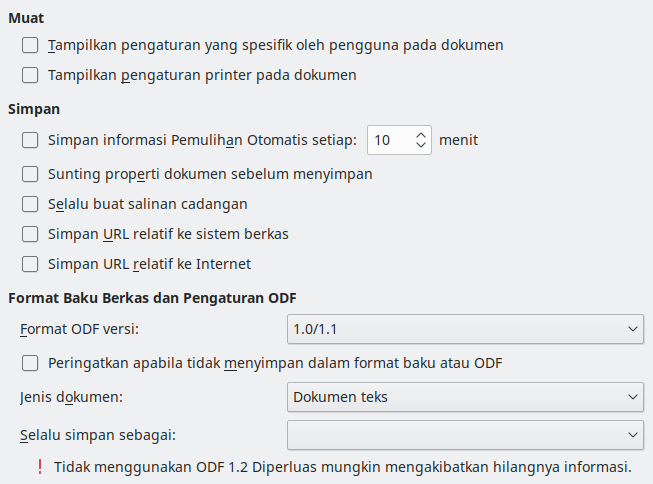 Muat
Tampilkan pengaturan yang spesifik oleh pengguna pada dokumen
Tampilkan pengaturan printer pada dokumen
Simpan
Simpan informasi Pemulihan Otomatis setiap: 10 menit
Sunting properti dokumen sebelum menyimpan
Selalu buat salinan cadangan
Simpan URL relatif ke sistem berkas
Simpan URL relatif ke Internet
Format Baku Berkas dan Pengaturan ODF
Format ODF versi: 1.0/1.1
Peringatkan apabila tidak menyimpan dalam format baku atau ODF
Jenis dokumen: Dokumen teks
Selalu simpan sebagai:
! Tidak menggunakan ODF 1.2 Diperluas mungkin mengakibatkan hilangnya informasi.